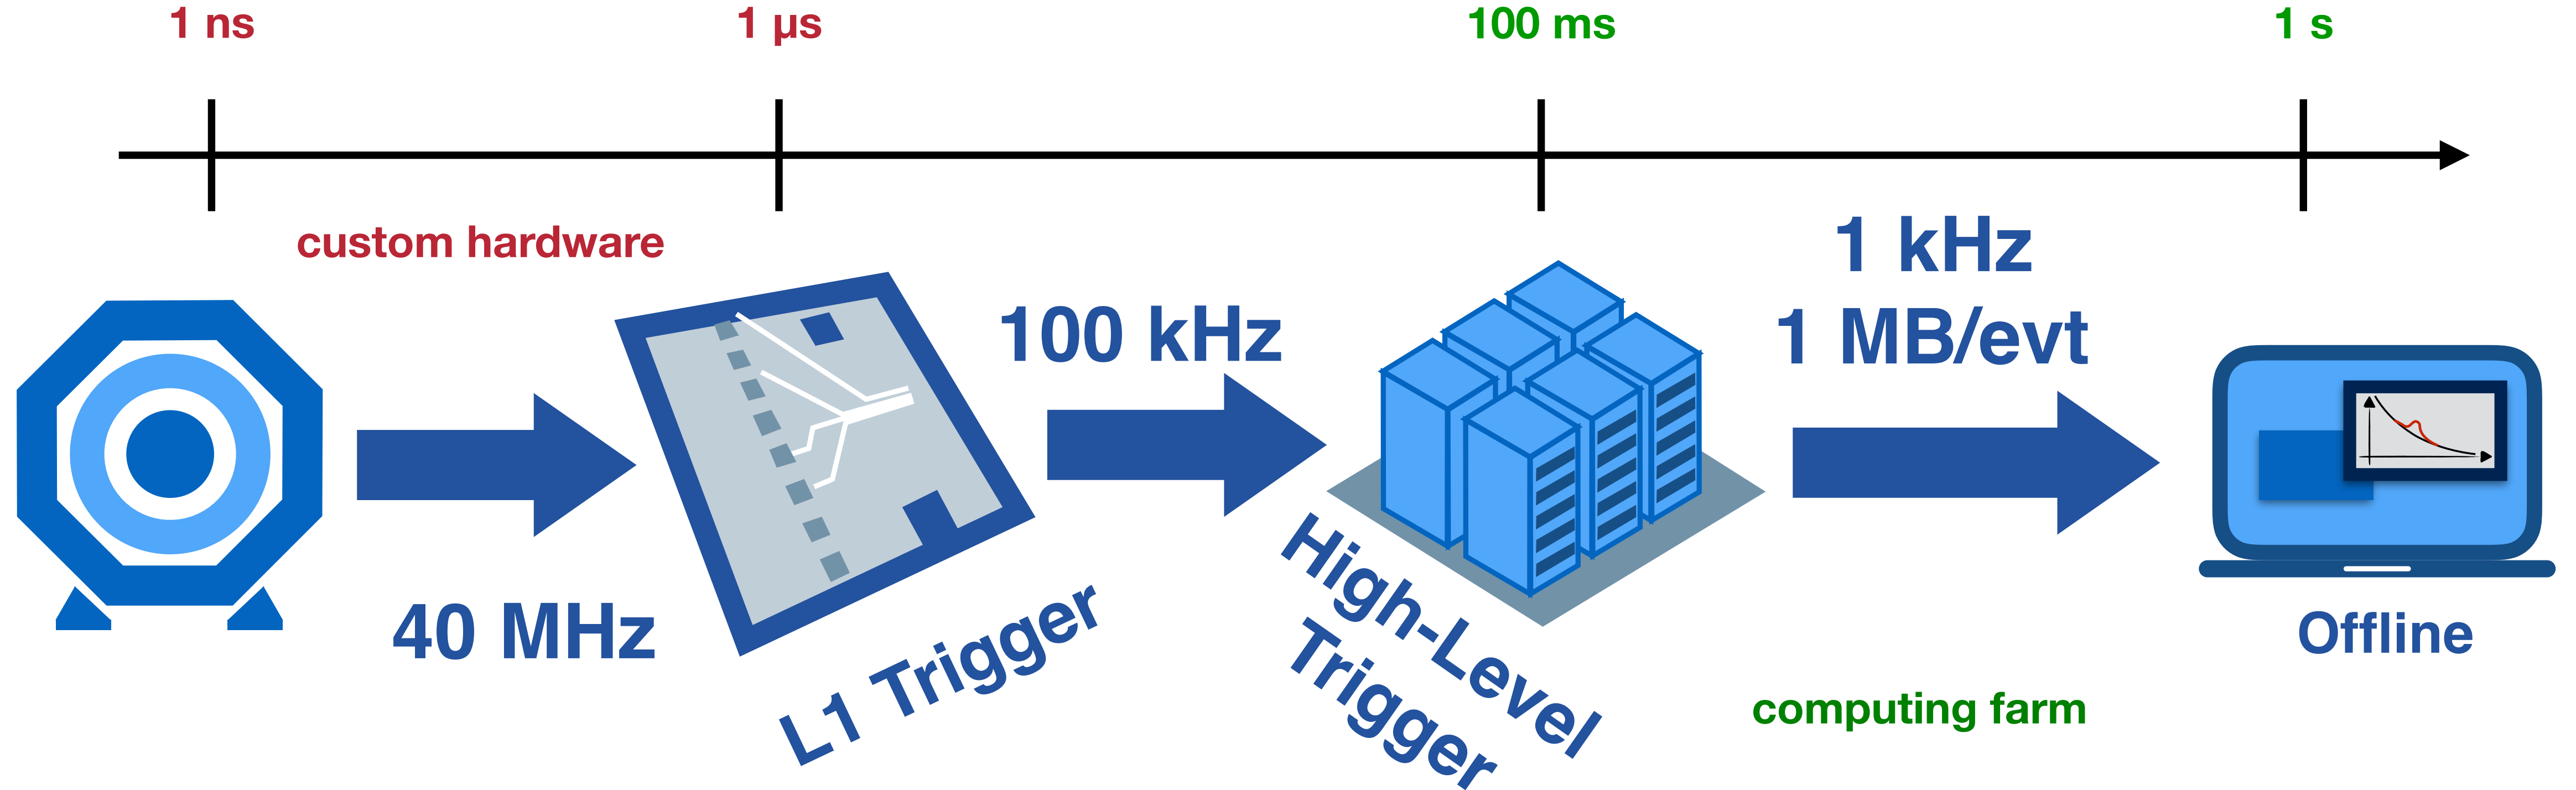 1 ns
1 µs
100 ms
1 s
custom hardware
1 kHz
100 kHz
1 MB/evt
40 MHz
L1 Trigger
High-Level
Trigger
Offline
computing farm